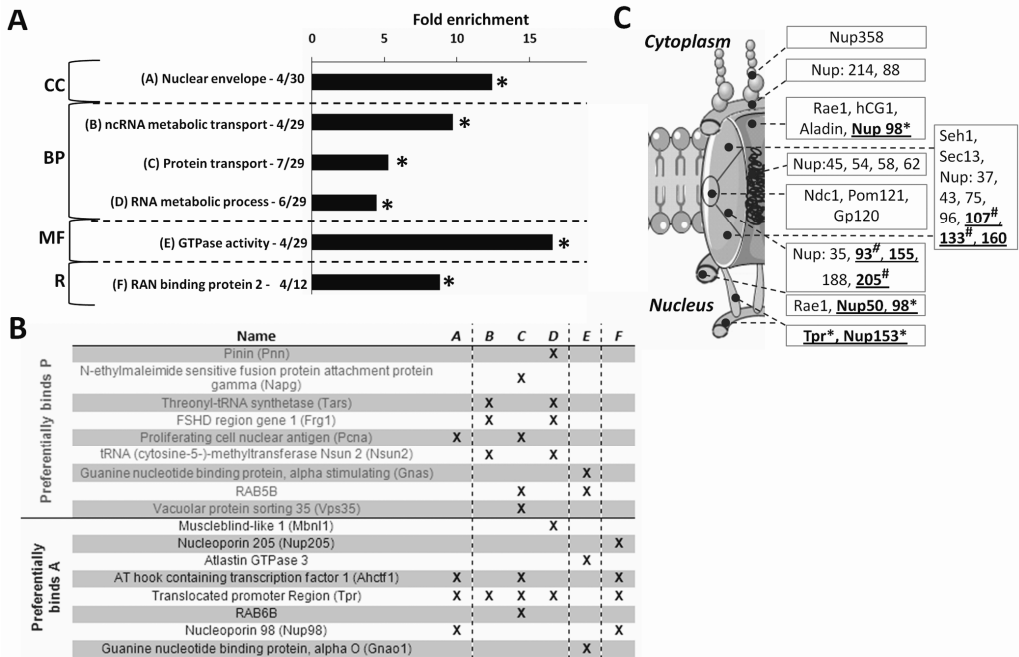 A
Fold enrichment
0 5 10 15
CC
(A) Nuclear envelope - 4/30 *
BP
(B) ncRNA metabolic transport - 4/29 *
(C) Protein transport - 7/29 *
(D) RNA metabolic process - 6/29 *
MF
(E) GTPase activity - 4/29 *
R
(F) RAN binding protein 2 - 4/12 *
B
Name A B C D E F
Preferentially binds P
Pinin (Pnn) X
N-ethylmaleimide sensitive fusion protein attachment protein
gamma (Napg) X
Threonyl-tRNA synthetase (Tars) X X
FSHD region gene 1 (Frg1) X X
Proliferating cell nuclear antigen (Pcna) X X
tRNA (cytosine-5-)-methyltransferase Nsun 2 (Nsun2) X X
Guanine nucleotide binding protein, alpha stimulating (Gnas) X
RAB5B X X
Vacuolar protein sorting 35 (Vps35) X
Preferentially
binds A
Muscleblind-like 1 (Mbnl1) X
Nucleoporin 205 (Nup205) X
Atlastin GTPase 3 X
AT hook containing transcription factor 1 (Ahctf1) X X X
Translocated promoter Region (Tpr) X X X X X
RAB6B X
Nucleoporin 98 (Nup98) X X
Guanine nucleotide binding protein, alpha O (Gnao1) X
C
Cytoplasm
Nup358
Nup: 214, 88
Rae1, hCG1,
Aladin, Nup 98*
Nup:45, 54, 58, 62
Ndc1, Pom121,
Gp120
Seh1,
Sec13,
Nup: 37,
43, 75,
96, 107#,
133#, 160
Nup: 35, 93#, 155,
188, 205#
Nucleus
Rae1, Nup50, 98*
Tpr*, Nup153*